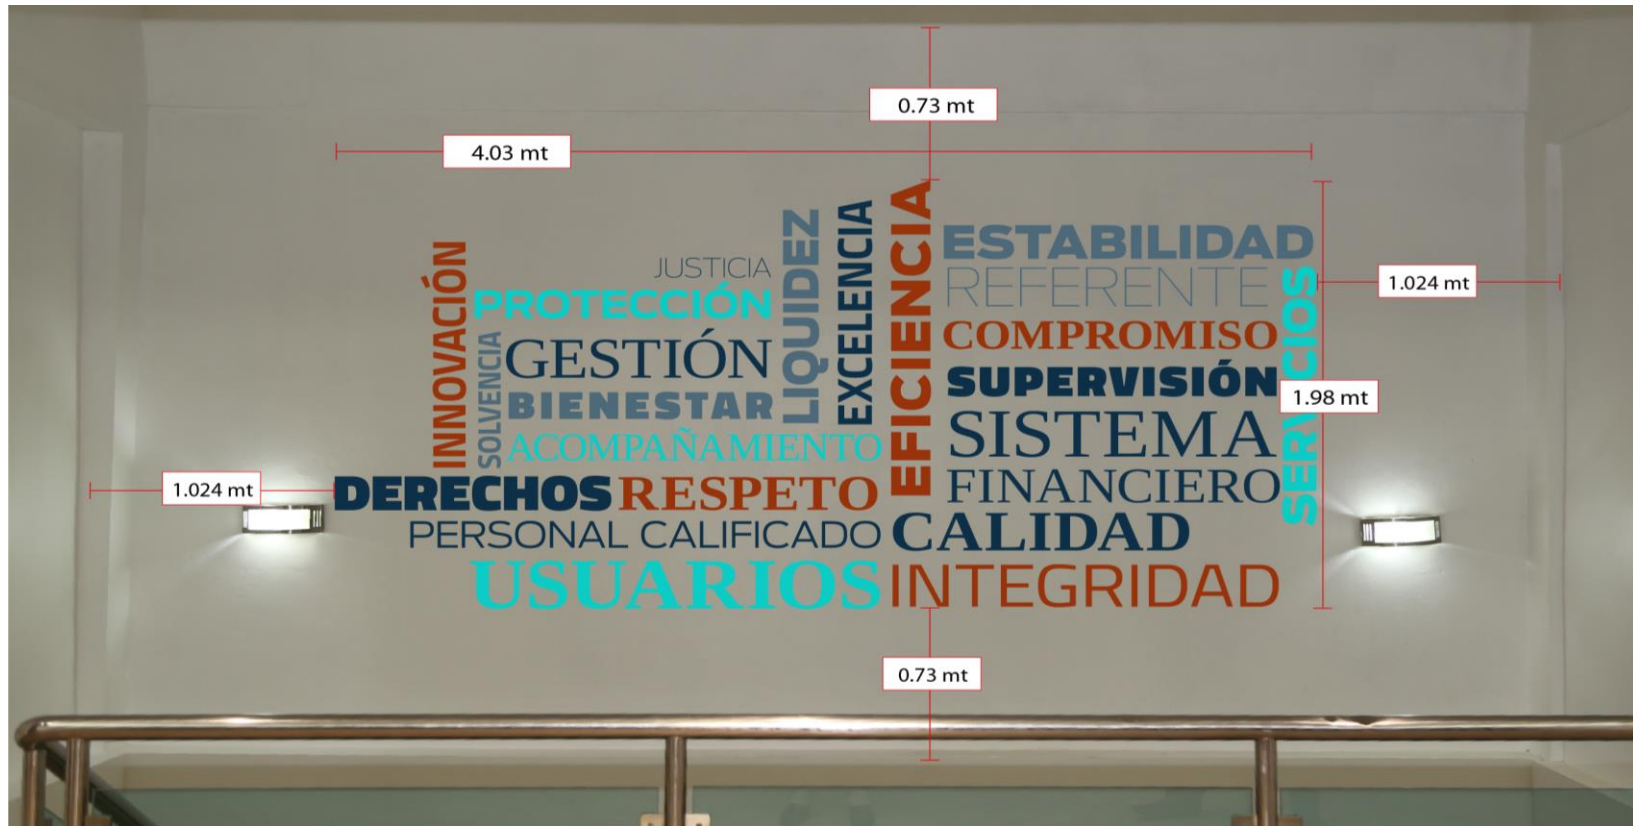 0.73 mt
4.03 mt
INNOVACIÓN
JUSTICIA
PROTECCIÓN
SOLVENCIA
GESTIÓN
BIENESTAR
ACOMPAÑAMIENTO
LIQUIDEZ
EXCELENCIA
EFICIENCIA
ESTABILIDAD
REFERENTE
COMPROMISO
SUPERVISIÓN
SISTEMA
FINANCIERO
SERVICIOS
1.024 mt
1.98 mt
1.024 mt
DERECHOS RESPETO
PERSONAL CALIFICADO CALIDAD
USUARIOS INTEGRIDAD
0.73 mt